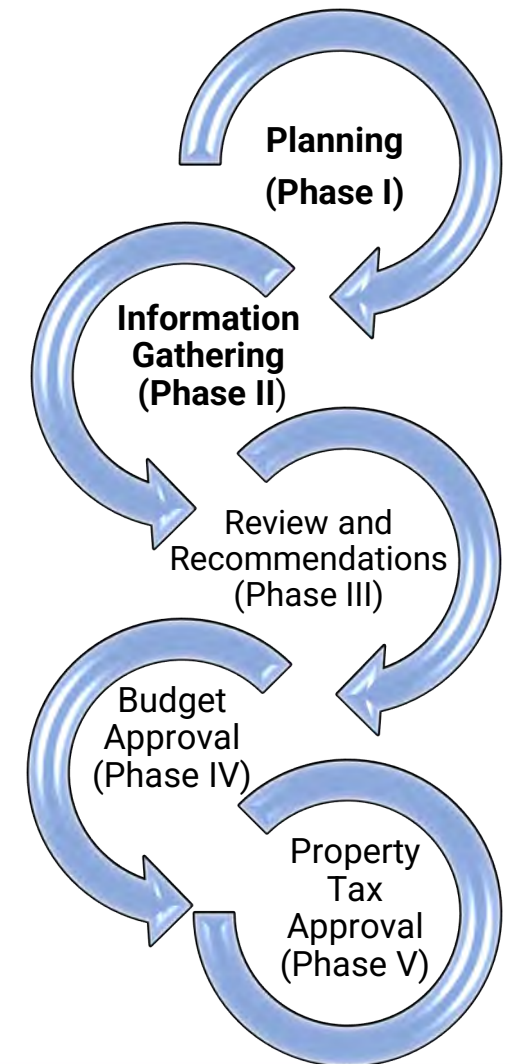 Planning
(Phase I)
Information
Gathering
(Phase II)
Review and
Recommendations
(Phase III)
Budget
Approval
(Phase IV)
Property
Tax
Approval
(Phase V)